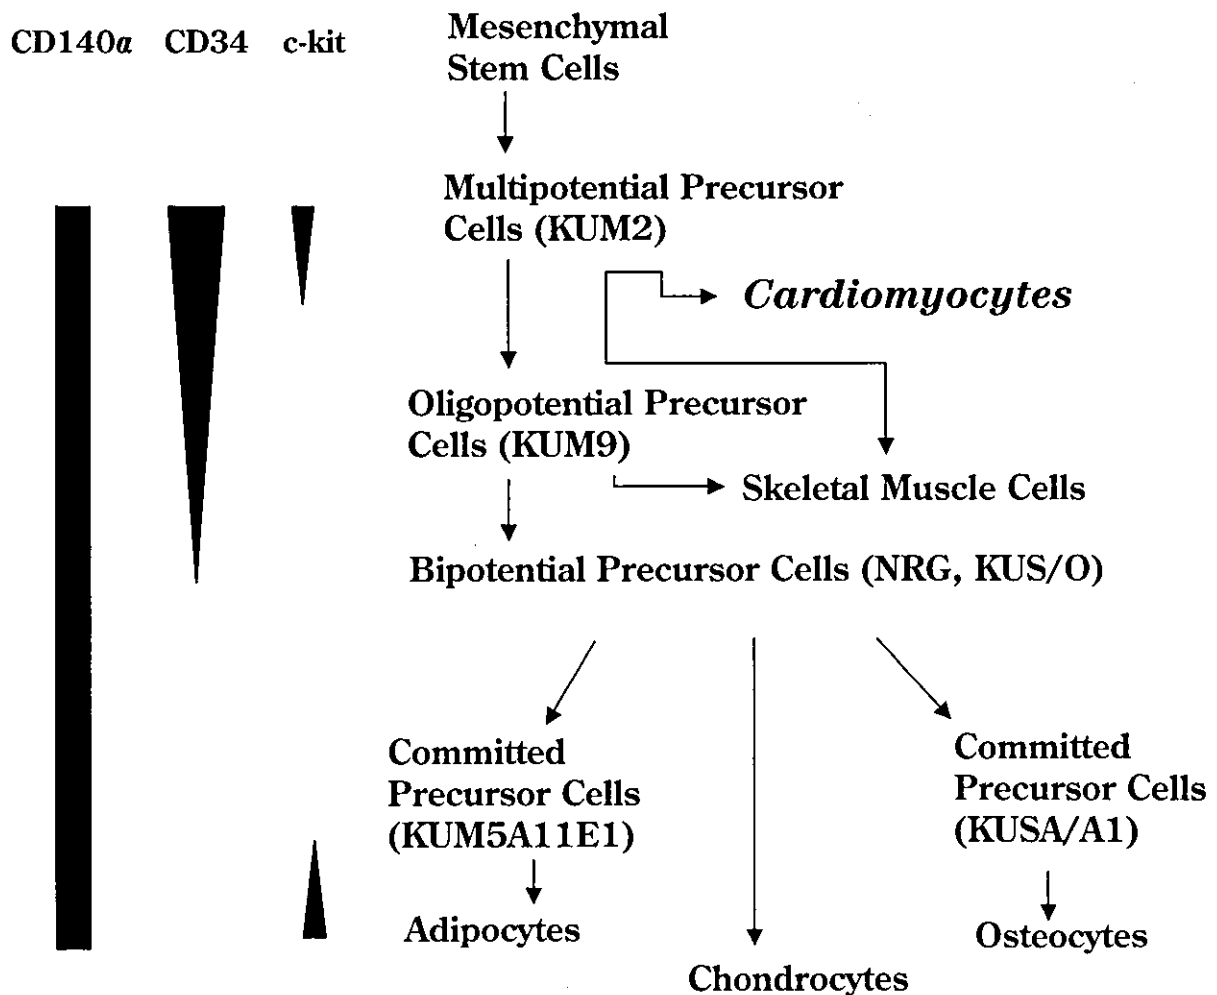 CD140α CD34 c-kit
Mesenchymal
Stem Cells
Multipotential Precursor
Cells (KUM2)
Cardiomyocytes
Oligopotential Precursor
Cells (KUM9)
Skeletal Muscle Cells
Bipotential Precursor Cells (NRG, KUS/O)
Committed
Precursor Cells
(KUM5A11E1)
Committed
Precursor Cells
(KUSA/A1)
Adipocytes
Osteocytes
Chondrocytes